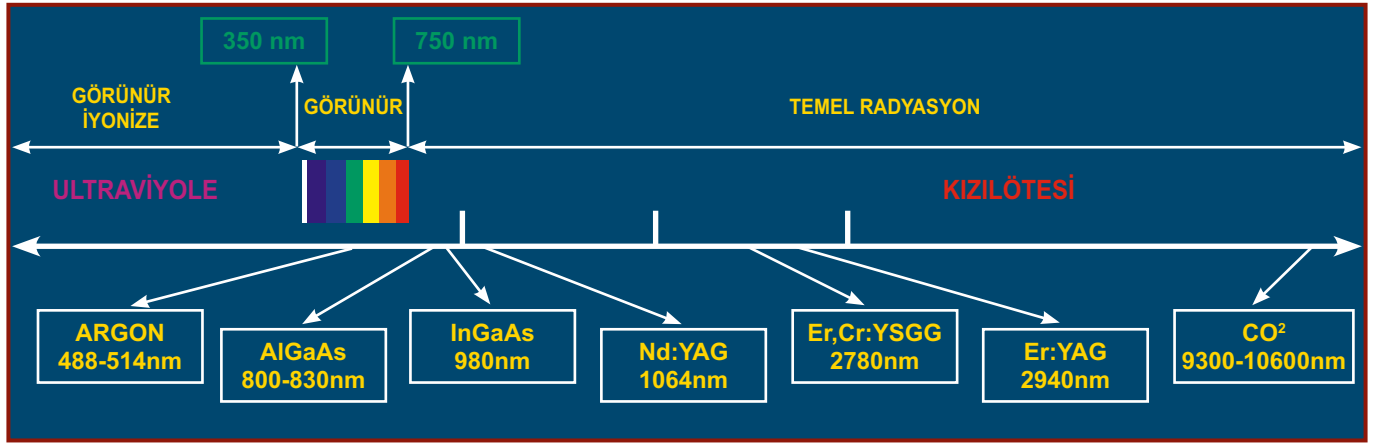 350 nm
750 nm
GÖRÜNÜR
İYONİZE
GÖRÜNÜR
TEMEL RADYASYON
ULTRAVİYOLE
KIZILÖTESİ
ARGON
488-514nm
AlGaAs
800-830nm
InGaAs
980nm
Nd:YAG
1064nm
Er,Cr:YSGG
2780nm
Er:YAG
2940nm
CO²
9300-10600nm